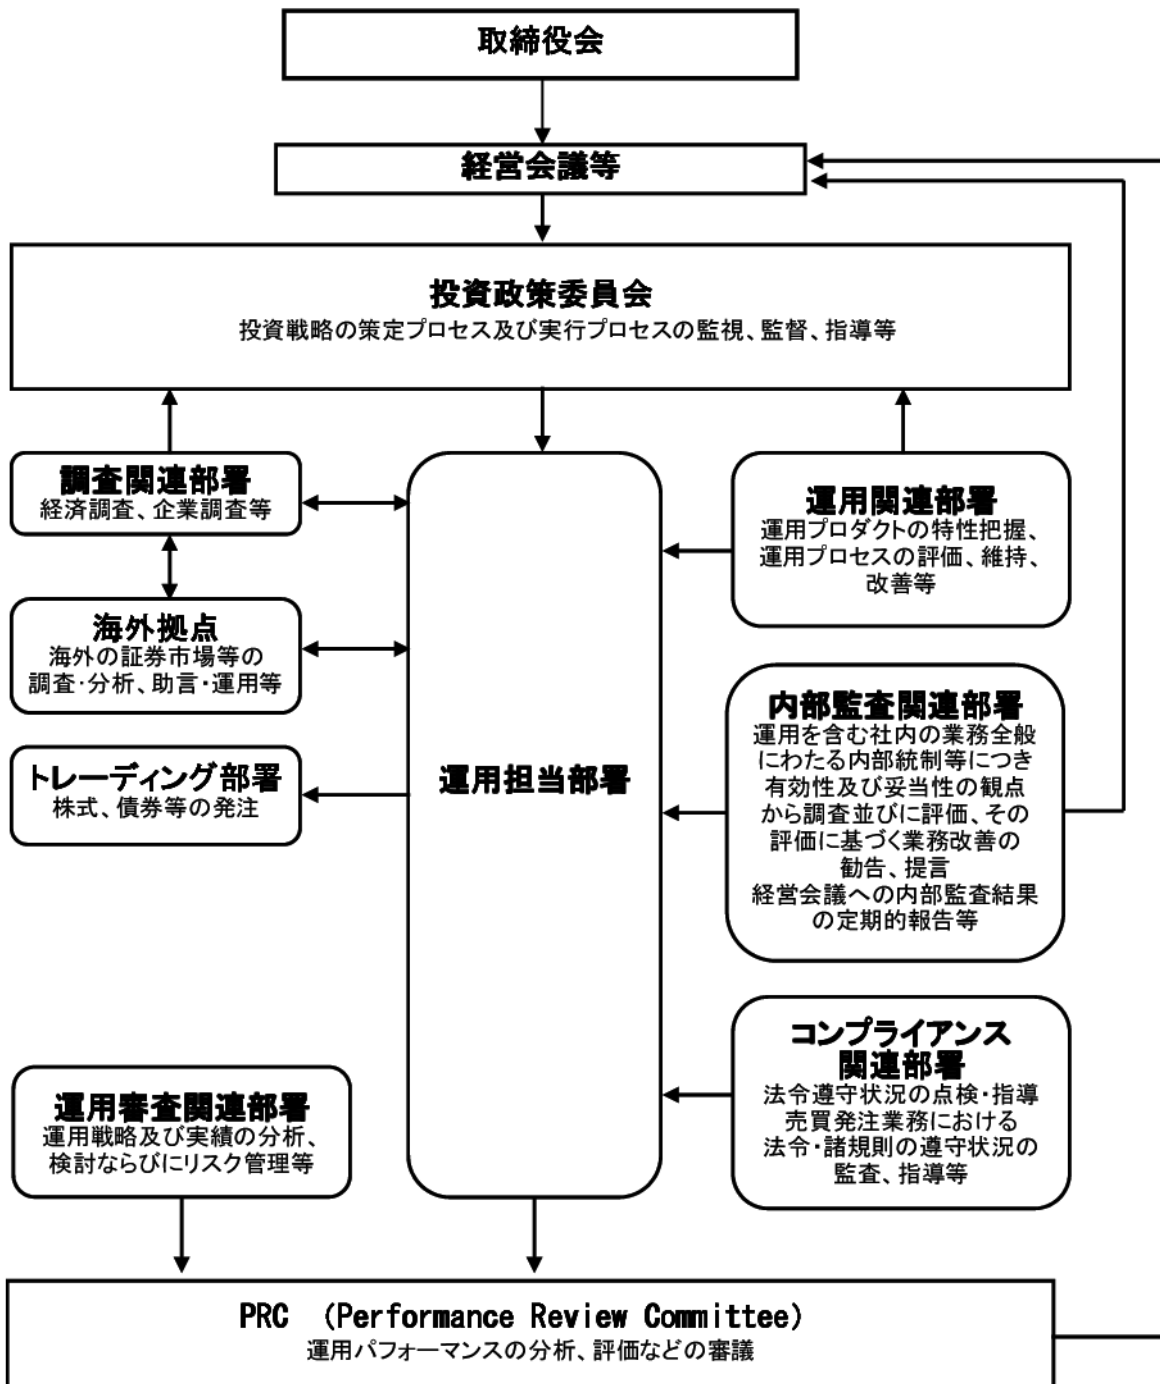 取締役会
経営会議等
投資政策委員会
投資戦略の策定プロセス及び実行プロセスの監視、監督、指導等
調査関連部署
経済調査、企業調査等
海外拠点
海外の証券市場等の
調査・分析、助言・運用等
トレーディング部署
株式、債券等の発注
運用担当部署
運用関連部署
運用プロダクトの特性把握、
運用プロセスの評価、維持、
改善等
内部監査関連部署
運用を含む社内の業務全般
にわたる内部統制等につき
有効性及び妥当性の観点
から調査並びに評価、その
評価に基づく業務改善の
勧告、提言
経営会議への内部監査結果
の定期的報告等
コンプライアンス
関連部署
法令遵守状況の点検・指導
売買発注業務における
法令・諸規則の遵守状況の
監査、指導等
運用審査関連部署
運用戦略及び実績の分析、
検討ならびにリスク管理等
PRC （Performance Review Committee）
運用パフォーマンスの分析、評価などの審議